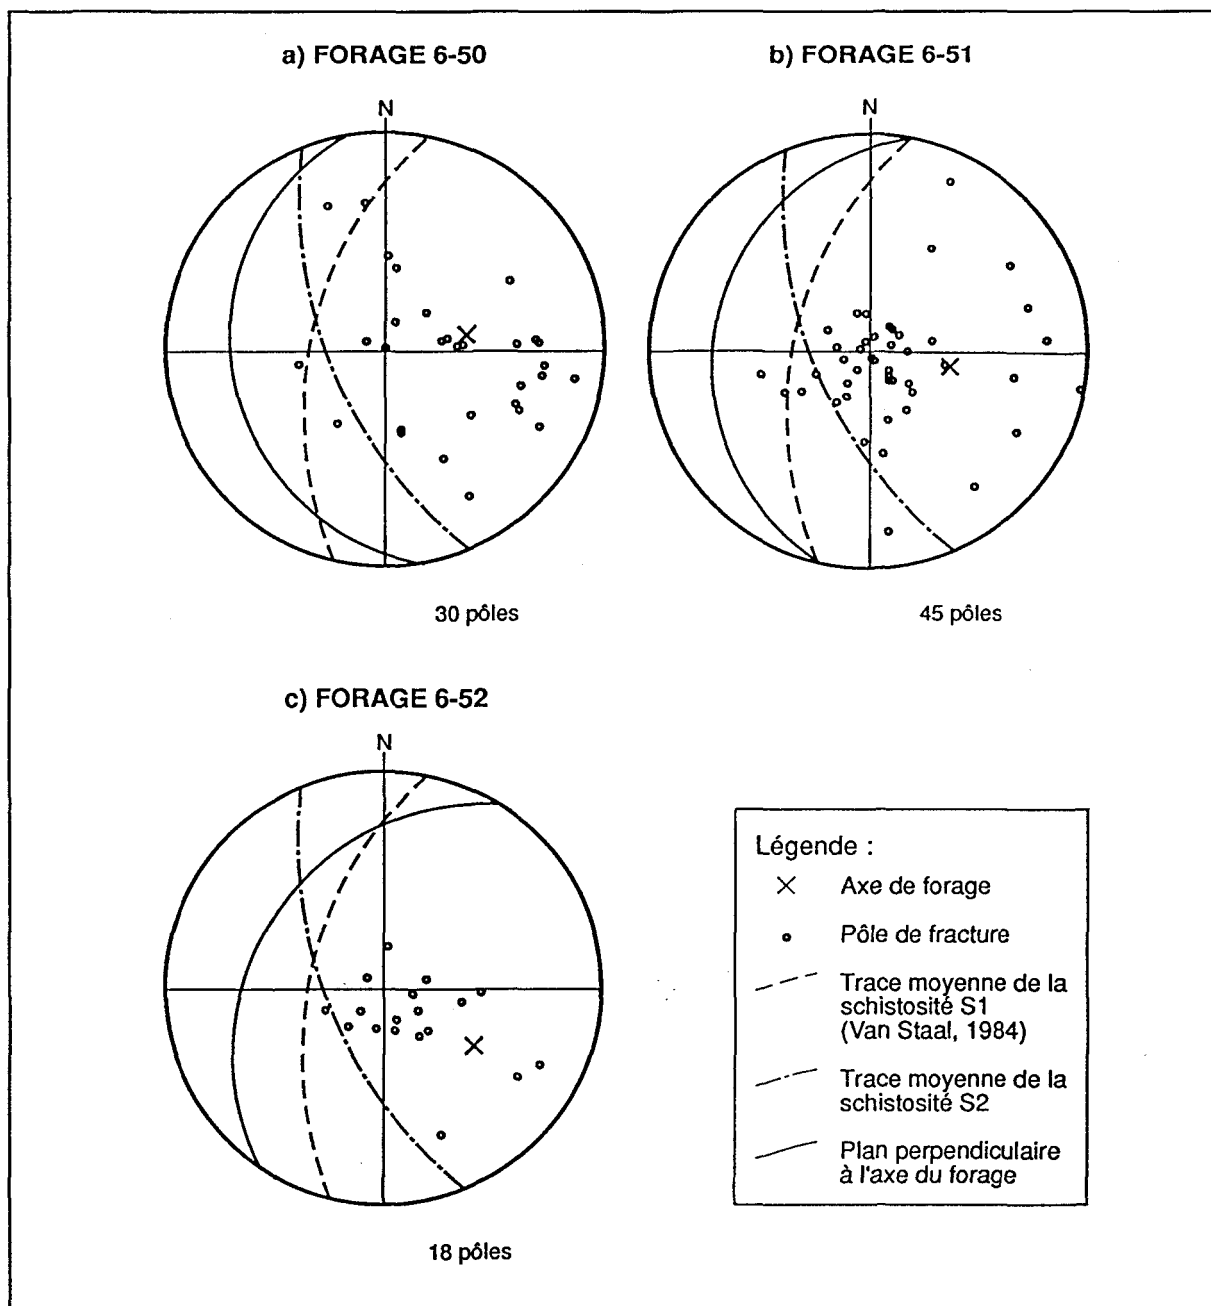 a) FORAGE 6-50
b) FORAGE 6-51
N
N
30 pôles
45 pôles
c) FORAGE 6-52
N
18 pôles
Légende :
Axe de forage
Pôle de fracture
Trace moyenne de la
schistosité S1
(Van Staal, 1984)
Trace moyenne de la
schistosité S2
Plan perpendiculaire
à l'axe du forage